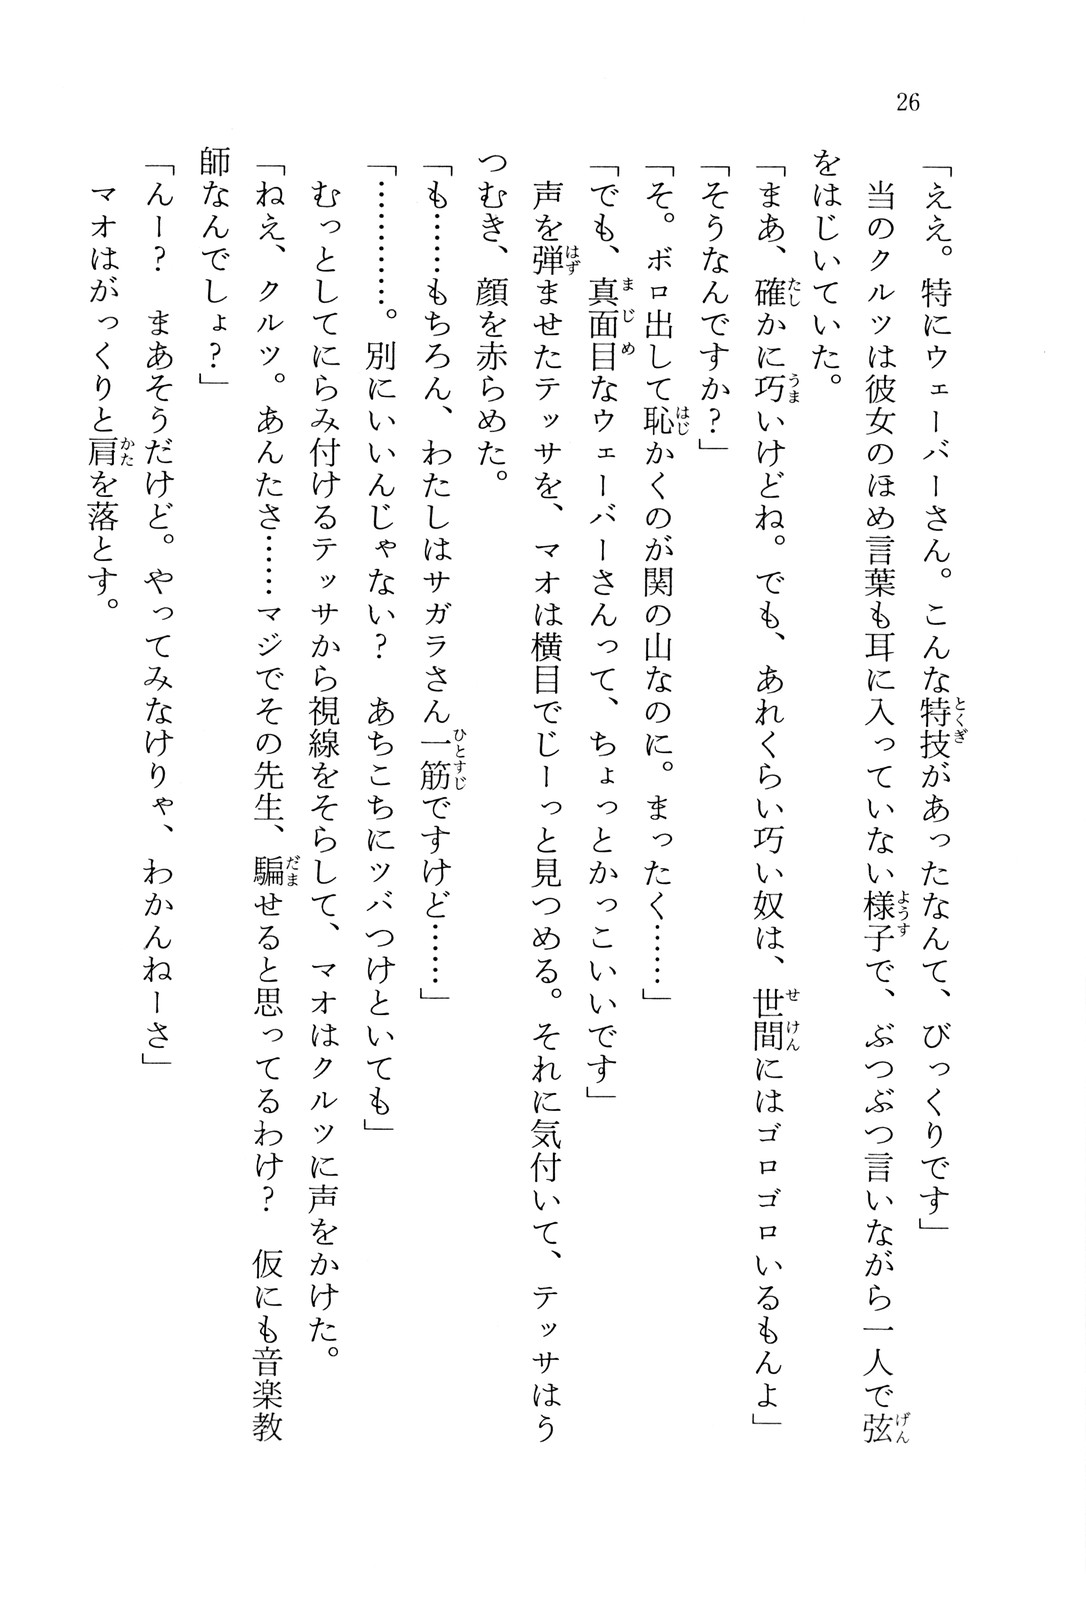 26
「ええ。特にウェーバーさん。こんな特技があったなんて、びっくりです」
当のクルツは彼女のほめ言葉も耳に入っていない様子で、ぶつぶつ言いながら一人で弦
をはじいていた。
「まあ、確かに巧いけどね。でも、あれくらい巧い奴は、世間にはゴロゴロいるもんよ」
「そうなんですか？」
「そ。ボロ出して恥かくのが関の山なのに。まったく……」
「でも、真面目なウェーバーさんって、ちょっとかっこいいです」
声を弾ませたテッサを、マオは横目でじーっと見つめる。それに気付いて、テッサはう
つむき、顔を赤らめた。
「も……もちろん、わたしはサガラさん一筋ですけど……」
「…………。別にいいんじゃない？　あちこちにツバつけといても」
むっとしてにらみ付けるテッサから視線をそらして、マオはクルツに声をかけた。
「ねえ、クルツ。あんたさ……マジでその先生、騙せると思ってるわけ？　仮にも音楽教
師なんでしょ？」
「んー？　まあそうだけど。やってみなけりゃ、わかんねーさ」
マオはがっくりと肩を落とす。